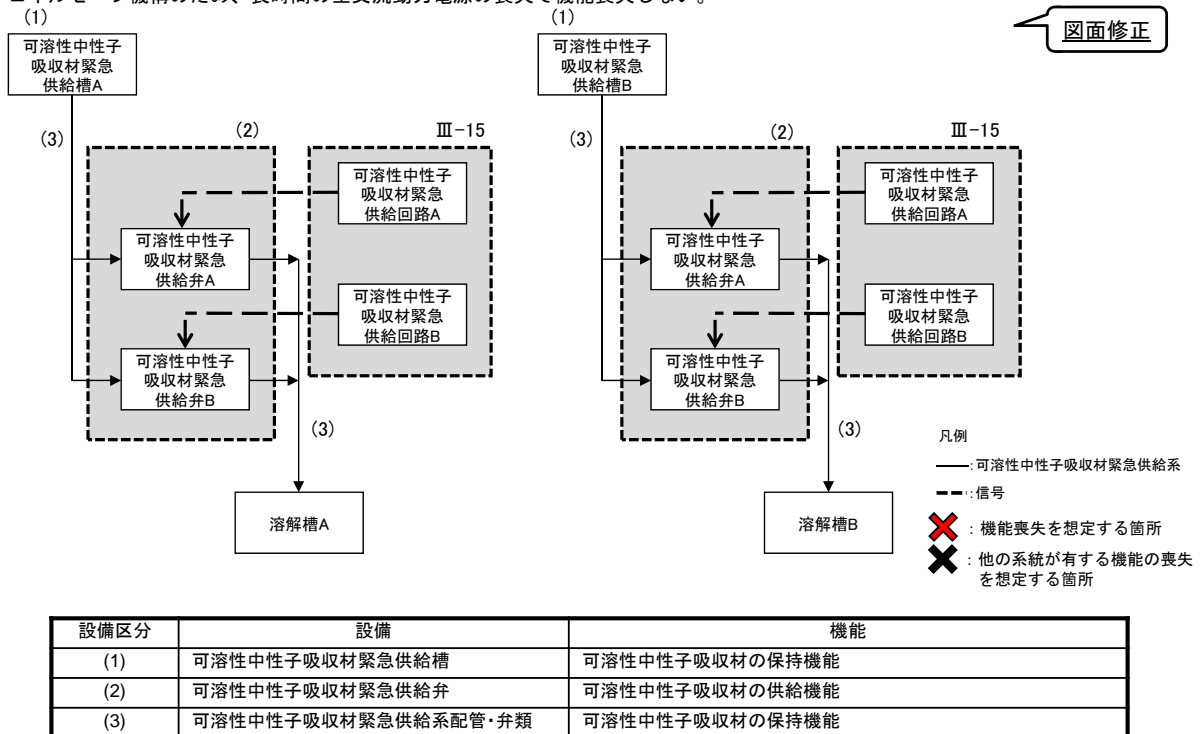 ェイルセーフ機構のため、長時間の全交流動力電源の喪失で機能喪失しない。
図面修正
(1)
可溶性中性子
吸収材緊急
供給槽A
(3)
(2)
Ⅲ-15
可溶性中性子
吸収材緊急
供給回路A
可溶性中性子
吸収材緊急
供給弁A
可溶性中性子
吸収材緊急
供給回路B
可溶性中性子
吸収材緊急
供給弁B
(3)
溶解槽A
(1)
可溶性中性子
吸収材緊急
供給槽B
(3)
(2)
Ⅲ-15
可溶性中性子
吸収材緊急
供給回路A
可溶性中性子
吸収材緊急
供給弁A
可溶性中性子
吸収材緊急
供給回路B
可溶性中性子
吸収材緊急
供給弁B
(3)
溶解槽B
凡例
:可溶性中性子吸収材緊急供給系
:信号
:機能喪失を想定する箇所
:他の系統が有する機能の喪失
を想定する箇所
設備区分 設備 機能
(1) 可溶性中性子吸収材緊急供給槽 可溶性中性子吸収材の保持機能
(2) 可溶性中性子吸収材緊急供給弁 可溶性中性子吸収材の供給機能
(3) 可溶性中性子吸収材緊急供給系配管・弁類 可溶性中性子吸収材の保持機能